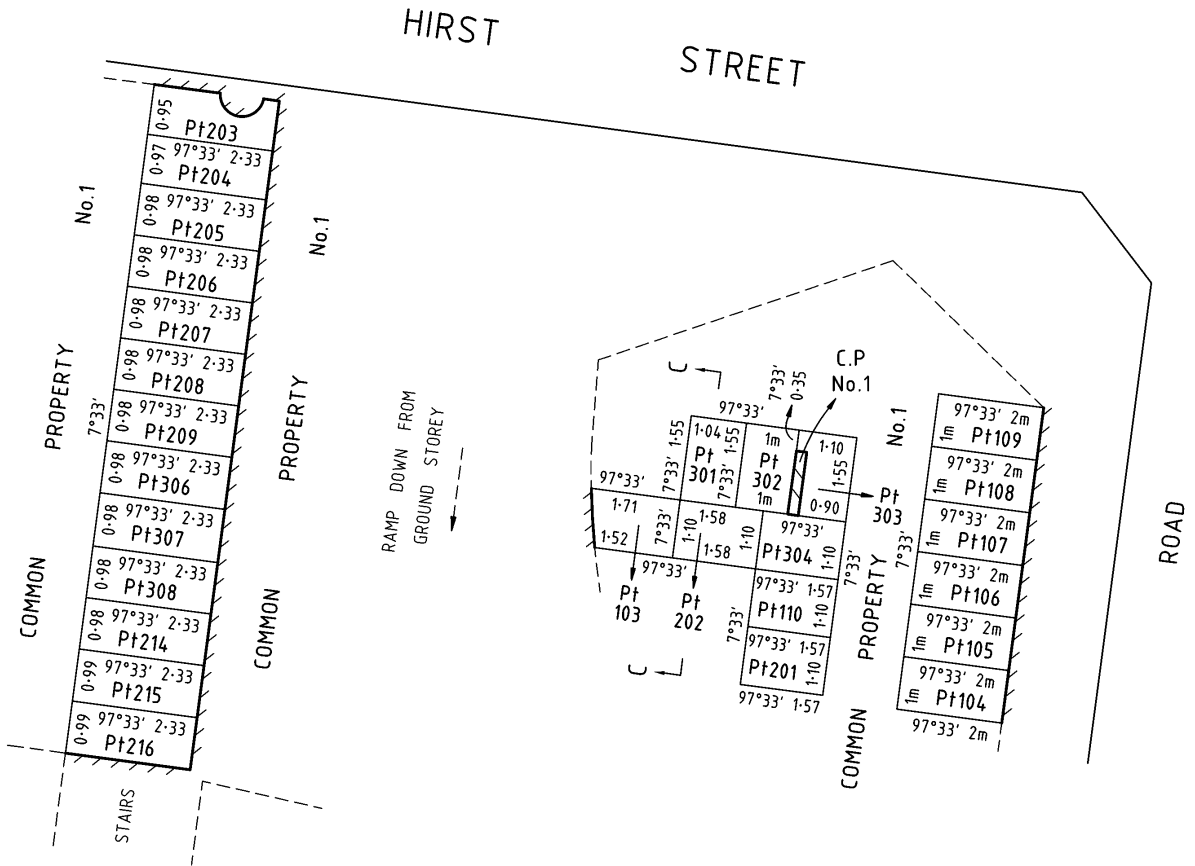 HIRST STREET
0·95
Pt203
0·97 97°33' 2·33
Pt204
0·98 97°33' 2·33
Pt205
0·98 97°33' 2·33
Pt206
0·98 97°33' 2·33
Pt207
0·98 97°33' 2·33
Pt208
0·98 97°33' 2·33
Pt209
0·98 97°33' 2·33
Pt306
0·98 97°33' 2·33
Pt307
0·98 97°33' 2·33
Pt308
0·98 97°33' 2·33
Pt214
0·99 97°33' 2·33
Pt215
0·99 97°33' 2·33
Pt216
7°33'
COMMON PROPERTY No.1
COMMON PROPERTY No.1
STAIRS
RAMP DOWN FROM
GROUND STOREY
C
C.P
No.1
7°33'
0·35
97°33'
1·04
Pt
301
7°33' 1·55
7°33' 1·55
1m
Pt
302
1m
1·10
1·55
0·90
Pt
303
97°33'
1·71
1·52
7°33'
1·10
1·58
1·58
1·10
97°33'
Pt
103
Pt
202
97°33'
Pt304
1·10
7°33'
97°33' 1·57
Pt110
1·10
97°33' 1·57
Pt201
1·10
97°33' 1·57
7°33'
C
COMMON PROPERTY No.1
7°33'
97°33' 2m
1m Pt109
97°33' 2m
1m Pt108
97°33' 2m
1m Pt107
97°33' 2m
1m Pt106
97°33' 2m
1m Pt105
97°33' 2m
1m Pt104
97°33' 2m
ROAD